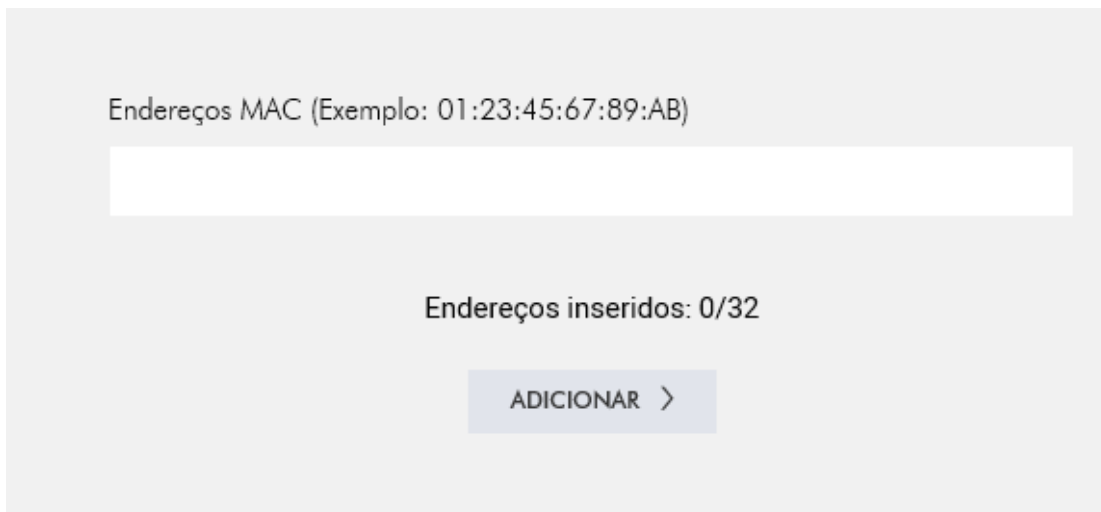 Endereços MAC (Exemplo: 01:23:45:67:89:AB)
Endereços inseridos: 0/32
ADICIONAR